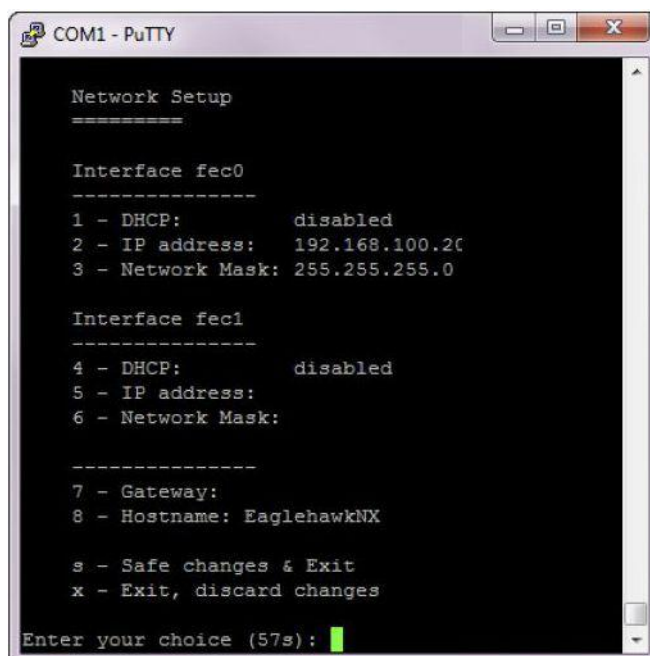 COM1 - PuTTY
Network Setup
=========
Interface fec0
---------------
1 - DHCP: disabled
2 - IP address: 192.168.100.20
3 - Network Mask: 255.255.255.0
Interface fec1
---------------
4 - DHCP: disabled
5 - IP address:
6 - Network Mask:
---------------
7 - Gateway:
8 - Hostname: EaglehawkNX
s - Safe changes & Exit
x - Exit, discard changes
Enter your choice (57s):